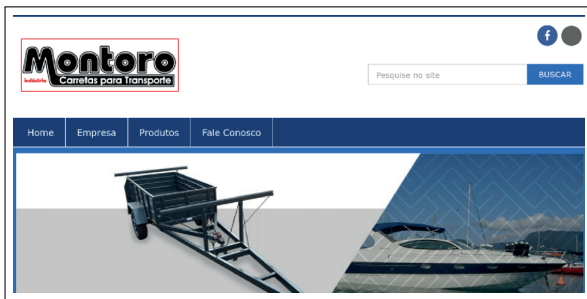 f
Montoro
indústria Carretas para Transporte
Pesquise no site BUSCAR
Home Empresa Produtos Fale Conosco